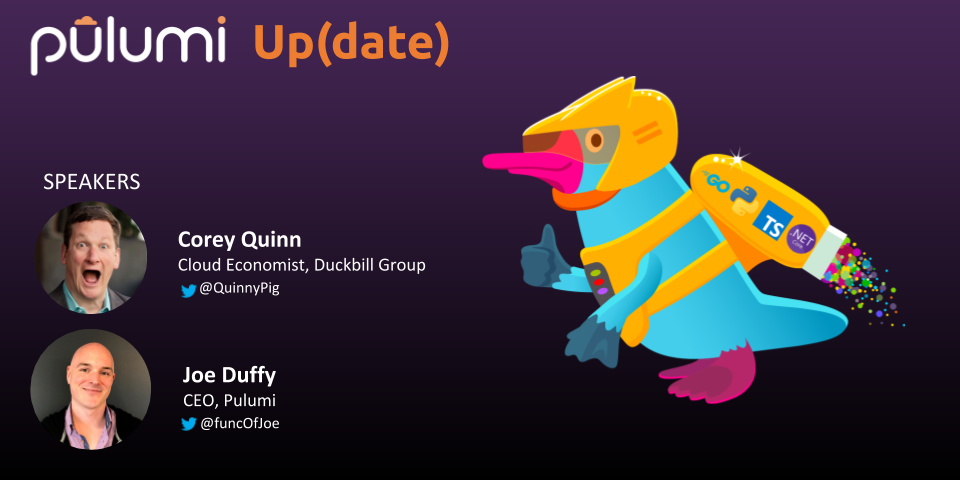 pulumi Up(date)
SPEAKERS
Corey Quinn
Cloud Economist, Duckbill Group
@QuinnyPig
Joe Duffy
CEO, Pulumi
@funcOfJoe
GO
TS
.NET
Core